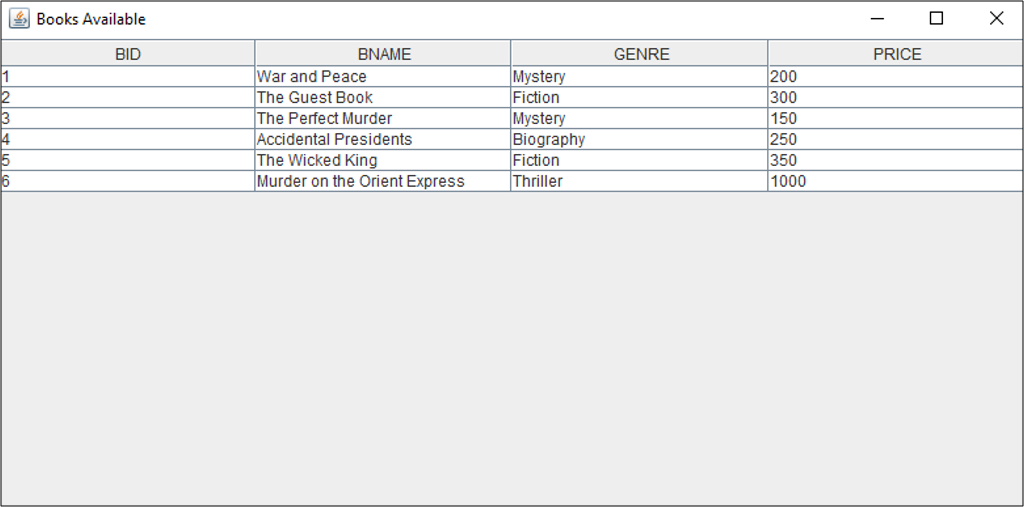 Books Available
BID BNAME GENRE PRICE
1 War and Peace Mystery 200
2 The Guest Book Fiction 300
3 The Perfect Murder Mystery 150
4 Accidental Presidents Biography 250
5 The Wicked King Fiction 350
6 Murder on the Orient Express Thriller 1000